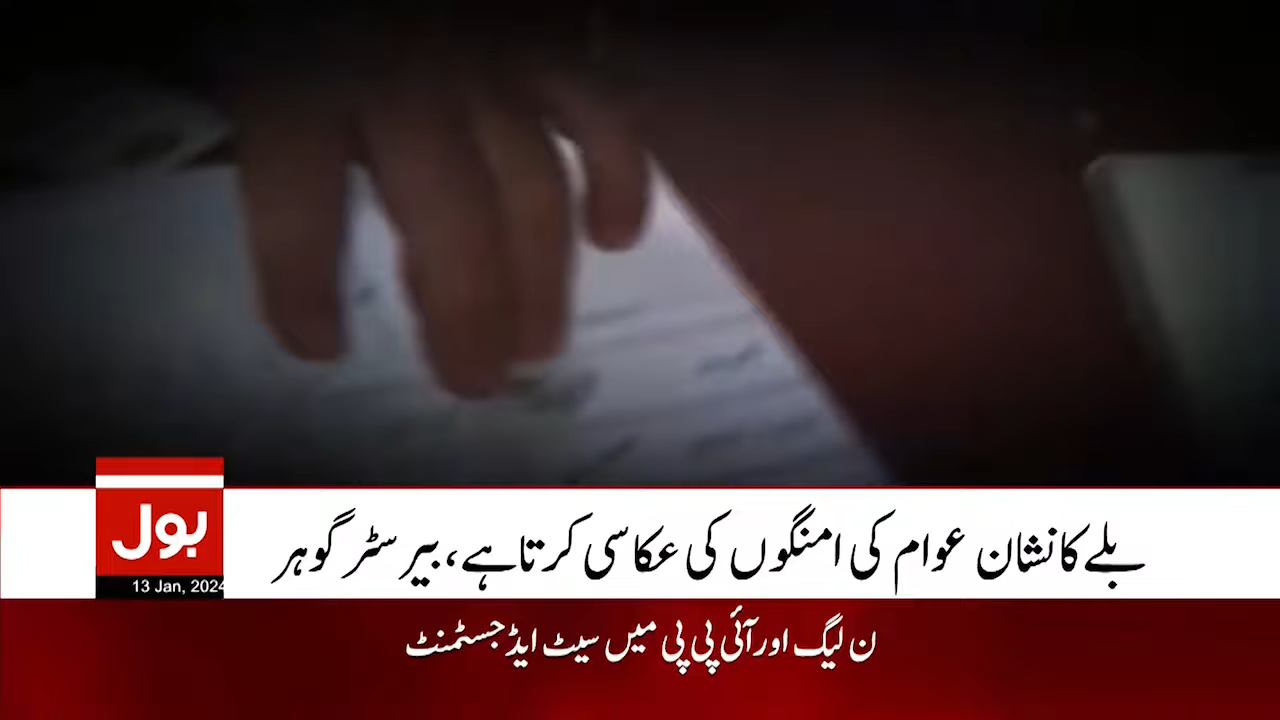 بلے کا نشان عوام کی امنگوں کی عکاسی کرتا ہے، بیرسٹر گوہر
بول
13 Jan, 2024
ن لیگ اور آئی پی پی میں سیٹ ایڈجسٹمنٹ